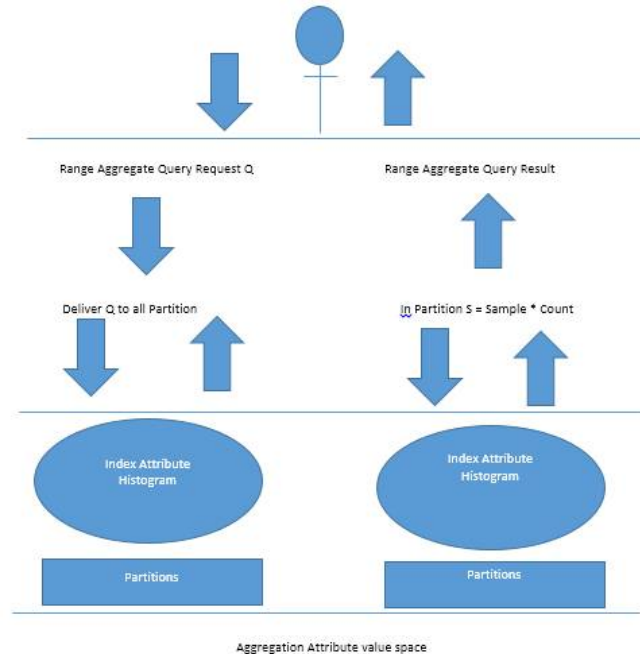 Range Aggregate Query Request Q
Range Aggregate Query Result
Deliver Q to all Partition
In Partition S = Sample * Count
Index Attribute
Histogram
Index Attribute
Histogram
Partitions
Partitions
Aggregation Attribute value space